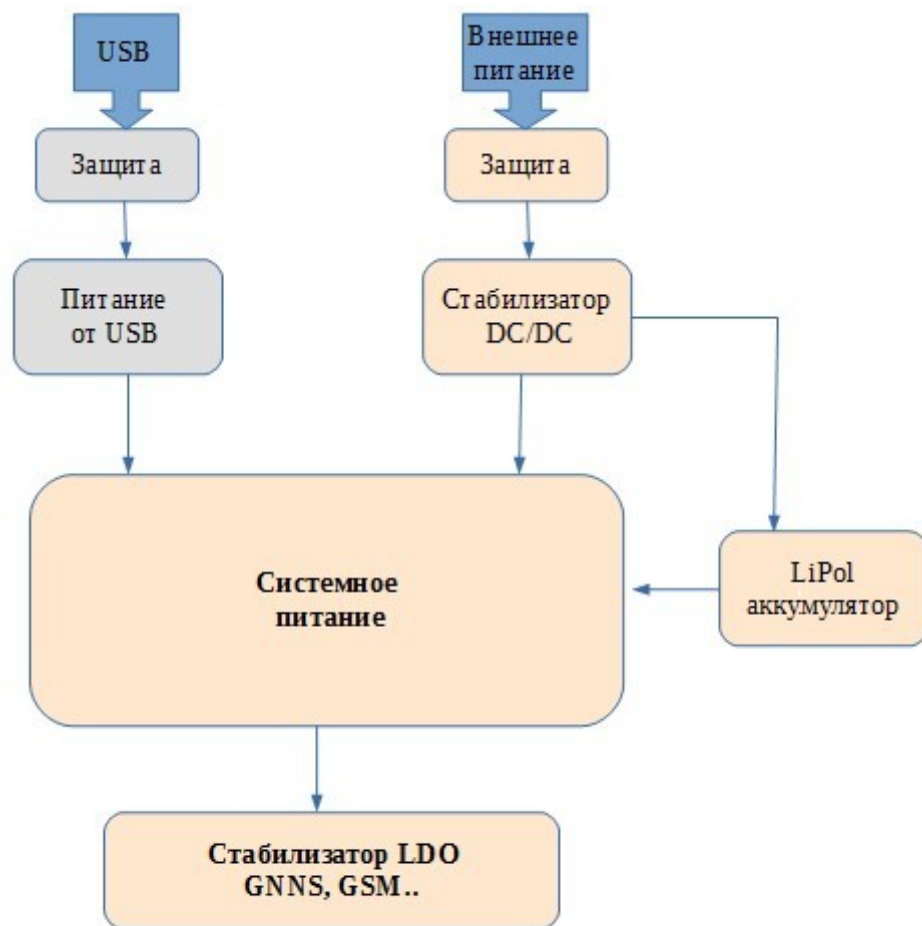 USB
Внешнее
питание
Защита
Защита
Питание
от USB
Стабилизатор
DC/DC
Системное
питание
LiPol
аккумулятор
Стабилизатор LDO
GNNS, GSM..